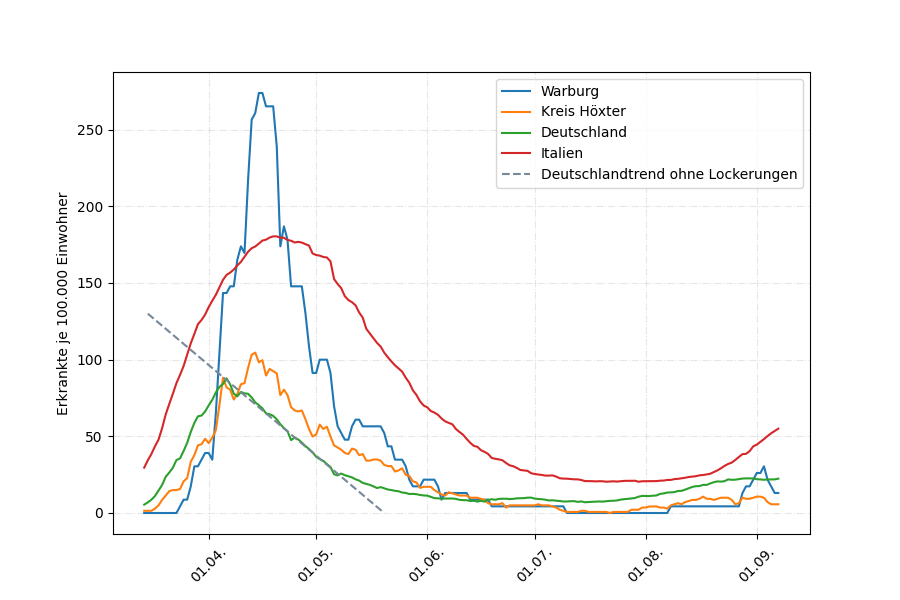 Warburg
Kreis Höxter
Deutschland
Italien
Deutschlandtrend ohne Lockerungen
Erkrankte je 100.000 Einwohner
250
200
150
100
50
0
01.04.
01.05.
01.06.
01.07.
01.08.
01.09.